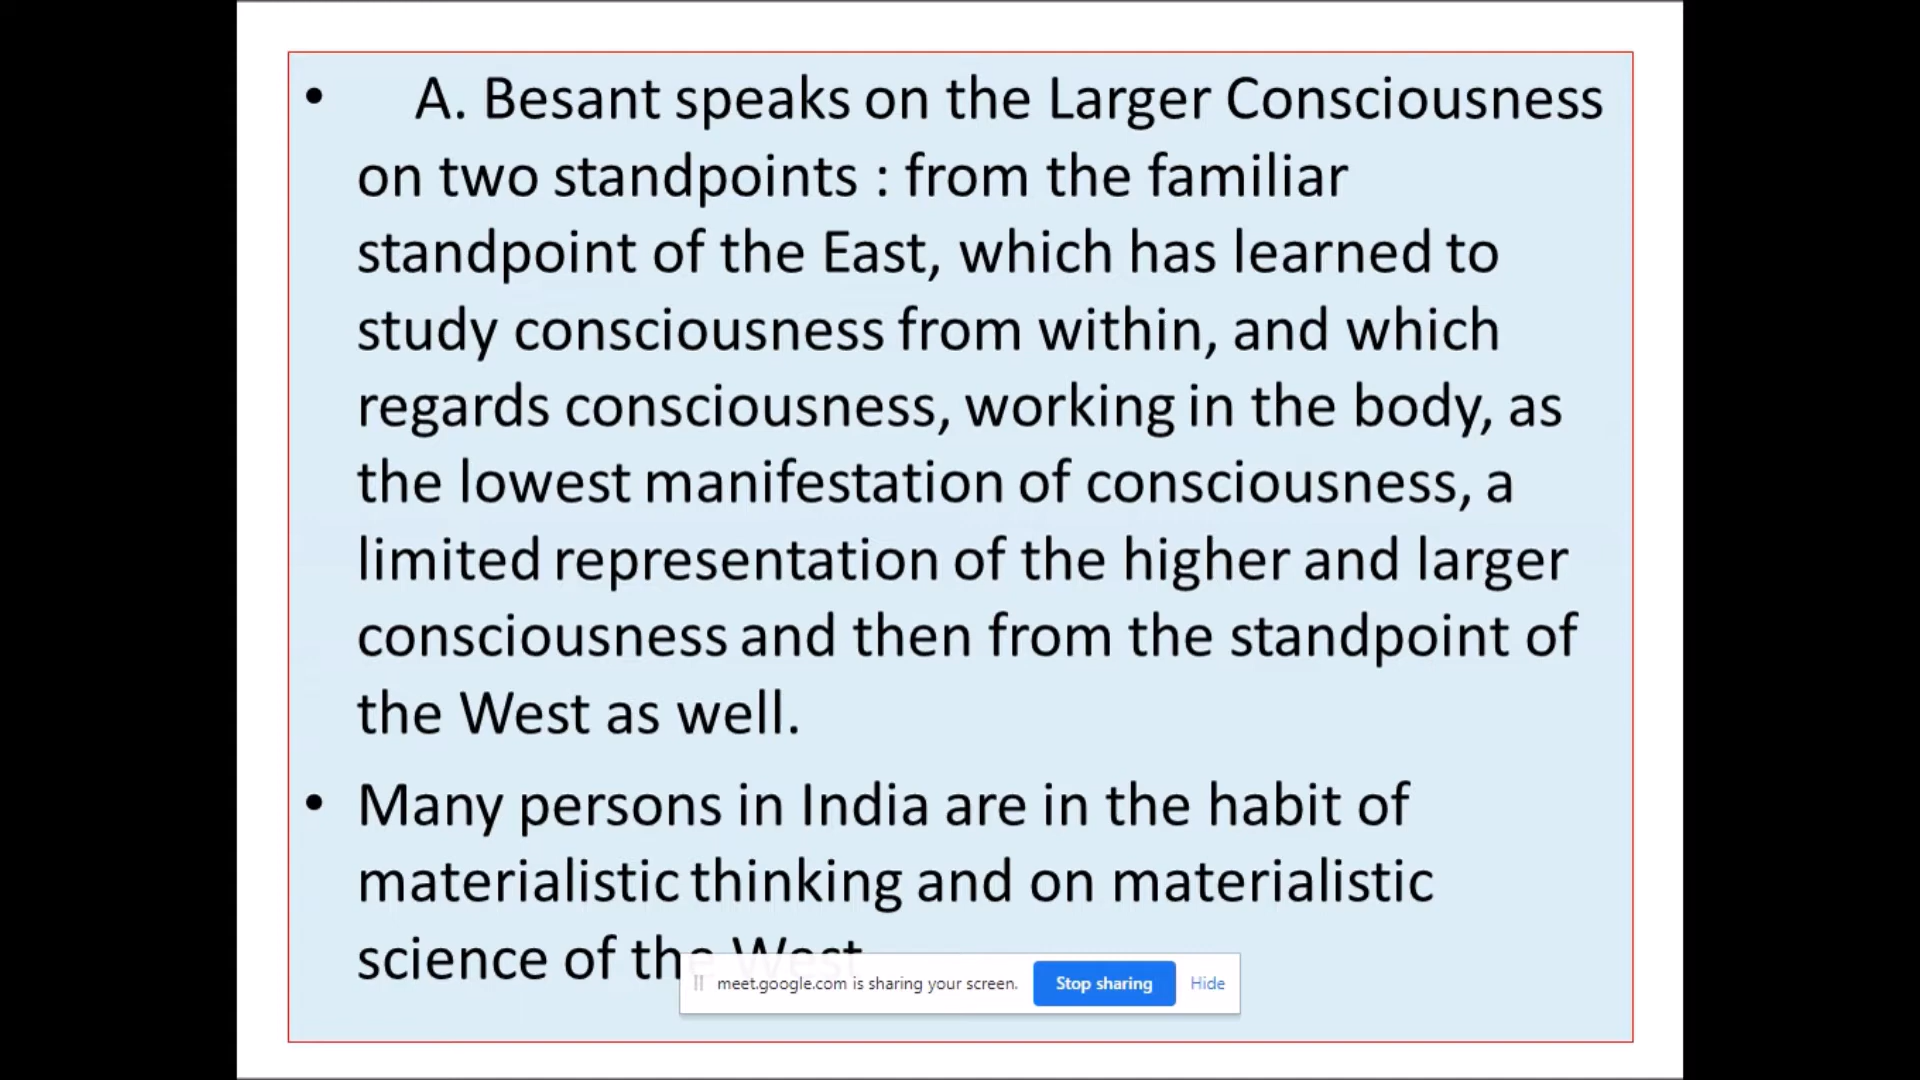 • A. Besant speaks on the Larger Consciousness
on two standpoints : from the familiar
standpoint of the East, which has learned to
study consciousness from within, and which
regards consciousness, working in the body, as
the lowest manifestation of consciousness, a
limited representation of the higher and larger
consciousness and then from the standpoint of
the West as well.
• Many persons in India are in the habit of
materialistic thinking and on materialistic
science of the West
meet.google.com is sharing your screen. Stop sharing Hide